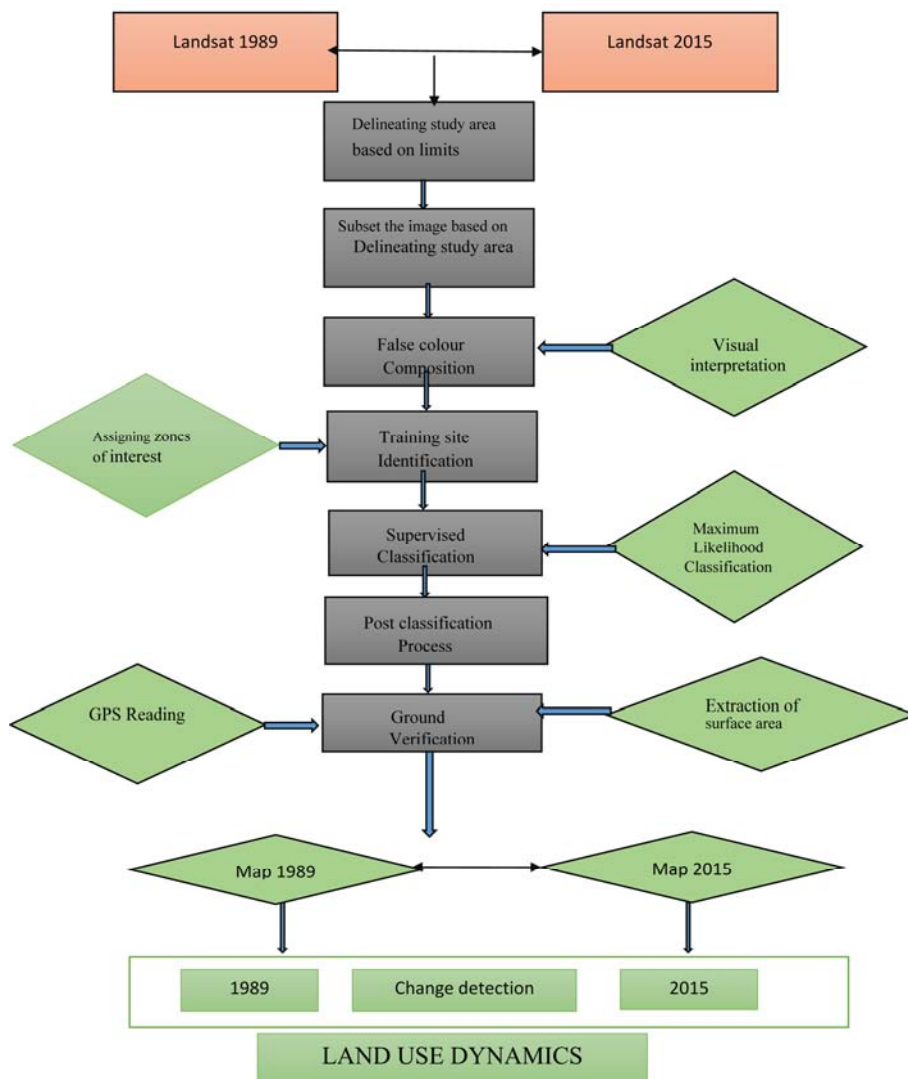 Landsat 1989
Landsat 2015
Delineating study area
based on limits
Subset the image based on
Delineating study area
False colour
Composition
Visual
interpretation
Assigning zones
of interest
Training site
Identification
Supervised
Classification
Maximum
Likelihood
Classification
Post classification
Process
GPS Reading
Ground
Verification
Extraction of
surface area
Map 1989
Map 2015
1989
Change detection
2015
LAND USE DYNAMICS